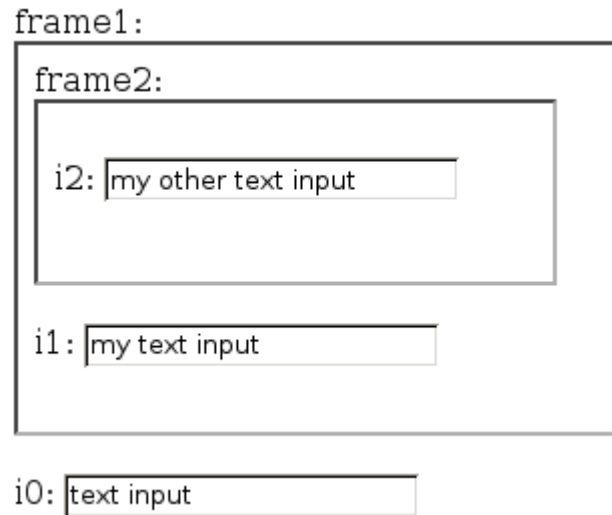 frame1:
frame2:
i2: my other text input
i1: my text input
i0: text input